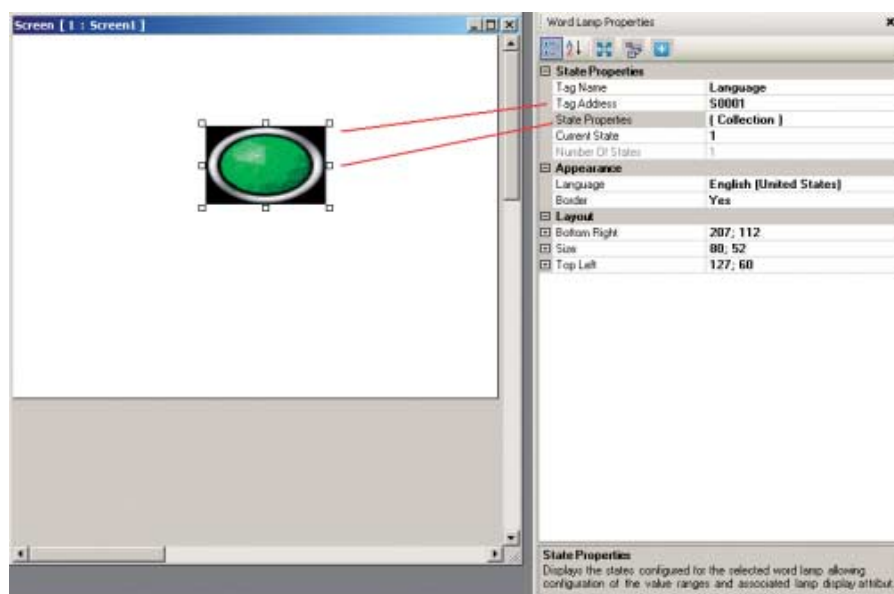 Screen [ 1 : Screen1 ]
Word Lamp Properties
State Properties
Tag Name Language
Tag Address S0001
State Properties ( Collection )
Current State 1
Number Of States 1
Appearance
Language English (United States)
Border Yes
Layout
Bottom Right 207; 112
Size 80; 52
Top Left 127; 60
State Properties
Displays the states configured for the selected word lamp allowing
configuration of the value ranges and associated lamp display attribut